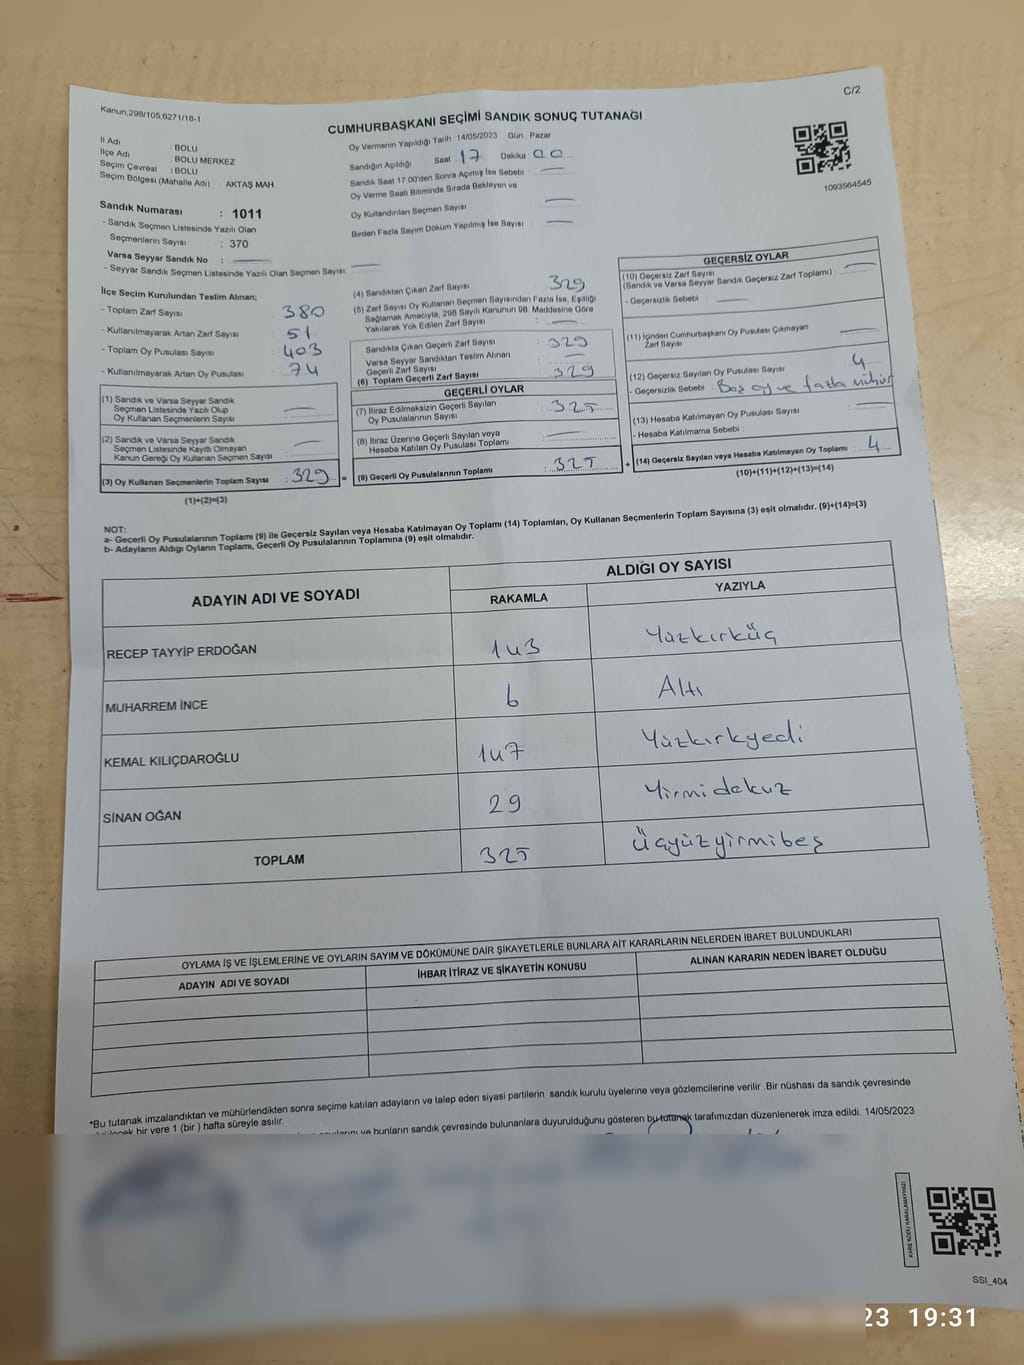 Kanun:298/105,6271/18-1
C/2
CUMHURBAŞKANI SEÇİMİ SANDIK SONUÇ TUTANAĞI
İl Adı : BOLU
İlçe Adı : BOLU MERKEZ
Seçim Çevresi : BOLU
Seçim Bölgesi (Mahalle Adı) : AKTAŞ MAH.
Sandık Numarası : 1011
- Sandık Seçmen Listesinde Yazılı Olan
Seçmenlerin Sayısı : 370
Varsa Seyyar Sandık No :
- Seyyar Sandık Seçmen Listesinde Yazılı Olan Seçmen Sayısı:
Oy Vermenin Yapıldığı Tarih : 14/05/2023 Gün : Pazar
Sandığın Açıldığı Saat 17 Dakika : 00
Sandık Saat 17.00'den Sonra Açımış İse Sebebi :
Oy Verme Saati Bitiminde Sırada Bekleyen ve
Oy Kullandırılan Seçmen Sayısı :
Birden Fazla Sayım Döküm Yapılmış İse Sayısı :
1093564545
İlçe Seçim Kurulundan Teslim Alınan;
- Toplam Zarf Sayısı : 380
- Kullanılmayarak Artan Zarf Sayısı : 51
- Toplam Oy Pusulası Sayısı : 403
- Kullanılmayarak Artan Oy Pusulası : 74
(1) Sandık ve Varsa Seyyar Sandık
Seçmen Listesinde Yazılı Olup
Oy Kullanan Seçmenlerin Sayısı :
(2) Sandık ve Varsa Seyyar Sandık
Seçmen Listesinde Kayıtlı Olmayan
Kanun Gereği Oy Kullanan Seçmen Sayısı :
(3) Oy Kullanan Seçmenlerin Toplam Sayısı : 329 =
(1)+(2)=(3)
(4) Sandıktan Çıkan Zarf Sayısı : 329
(5) Zarf Sayısı Oy Kullanan Seçmen Sayısından Fazla İse, Eşitliği
Sağlamak Amacıyla, 298 Sayılı Kanunun 98. Maddesine Göre
Yakılarak Yok Edilen Zarf Sayısı :
Sandıkta Çıkan Geçerli Zarf Sayısı : 329
Varsa Seyyar Sandıktan Teslim Alınan
Geçerli Zarf Sayısı :
(6) Toplam Geçerli Zarf Sayısı : 329
GEÇERLİ OYLAR
(7) İtiraz Edilmeksizin Geçerli Sayılan
Oy Pusulalarının Sayısı : 325
(8) İtiraz Üzerine Geçerli Sayılan veya
Hesaba Katılan Oy Pusulası Toplamı :
(9) Geçerli Oy Pusulalarının Toplamı : 325 +
GEÇERSİZ OYLAR
(10) Geçersiz Zarf Sayısı
(Sandık ve Varsa Seyyar Sandık Geçersiz Zarf Toplamı) :
- Geçersizlik Sebebi :
(11) İçinden Cumhurbaşkanı Oy Pusulası Çıkmayan
Zarf Sayısı :
(12) Geçersiz Sayılan Oy Pusulası Sayısı : 4
- Geçersizlik Sebebi : Boş oy ve fazla mühür
(13) Hesaba Katılmayan Oy Pusulası Sayısı :
- Hesaba Katılmama Sebebi :
(14) Geçersiz Sayılan veya Hesaba Katılmayan Oy Toplamı : 4
(10)+(11)+(12)+(13)=(14)
NOT:
a- Geçerli Oy Pusulalarının Toplamı (9) ile Geçersiz Sayılan veya Hesaba Katılmayan Oy Toplamı (14) Toplamları, Oy Kullanan Seçmenlerin Toplam Sayısına (3) eşit olmalıdır. (9)+(14)=(3)
b- Adayların Aldığı Oyların Toplamı, Geçerli Oy Pusulalarının Toplamına (9) eşit olmalıdır.
ADAYIN ADI VE SOYADI
ALDIĞI OY SAYISI
RAKAMLA YAZIYLA
RECEP TAYYİP ERDOĞAN 143 Yüzkırküç
MUHARREM İNCE 6 Altı
KEMAL KILIÇDAROĞLU 147 Yüzkırkyedi
SİNAN OĞAN 29 Yirmidokuz
TOPLAM 325 Üçyüzyirmibeş
OYLAMA İŞ VE İŞLEMLERİNE VE OYLARIN SAYIM VE DÖKÜMÜNE DAİR ŞİKAYETLERLE BUNLARA AİT KARARLARIN NELERDEN İBARET BULUNDUKLARI
ADAYIN ADI VE SOYADI İHBAR İTİRAZ VE ŞİKAYETİN KONUSU ALINAN KARARIN NEDEN İBARET OLDUĞU
*Bu tutanak imzalandıktan ve mühürlendikten sonra seçime katılan adayların ve talep eden siyasi partilerin sandık kurulu üyelerine veya gözlemcilerine verilir .Bir nüshası da sandık çevresinde
bir yere 1 (bir ) hafta süreyle asılır.
ve bunların sandık çevresinde bulunanlara duyurulduğunu gösteren bu tutanak tarafımızdan düzenlenerek imza edildi. 14/05/2023
KARE KODU KARALAMAYINIZ!
SSI_404
23 19:31